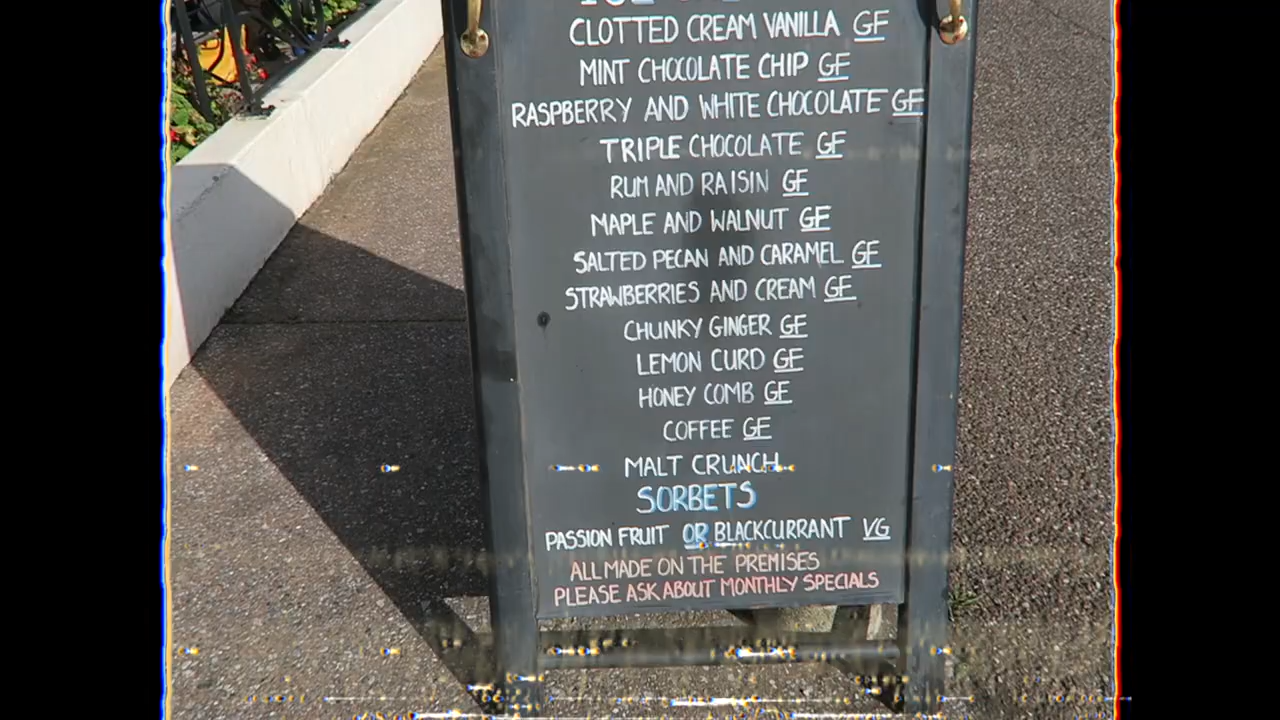 CLOTTED CREAM VANILLA GF
MINT CHOCOLATE CHIP GF
RASPBERRY AND WHITE CHOCOLATE GF
TRIPLE CHOCOLATE GF
RUM AND RAISIN GF
MAPLE AND WALNUT GF
SALTED PECAN AND CARAMEL GF
STRAWBERRIES AND CREAM GF
CHUNKY GINGER GF
LEMON CURD GF
HONEY COMB GF
COFFEE GF
MALT CRUNCH
SORBETS
PASSION FRUIT OR BLACKCURRANT VG
ALL MADE ON THE PREMISES
PLEASE ASK ABOUT MONTHLY SPECIALS